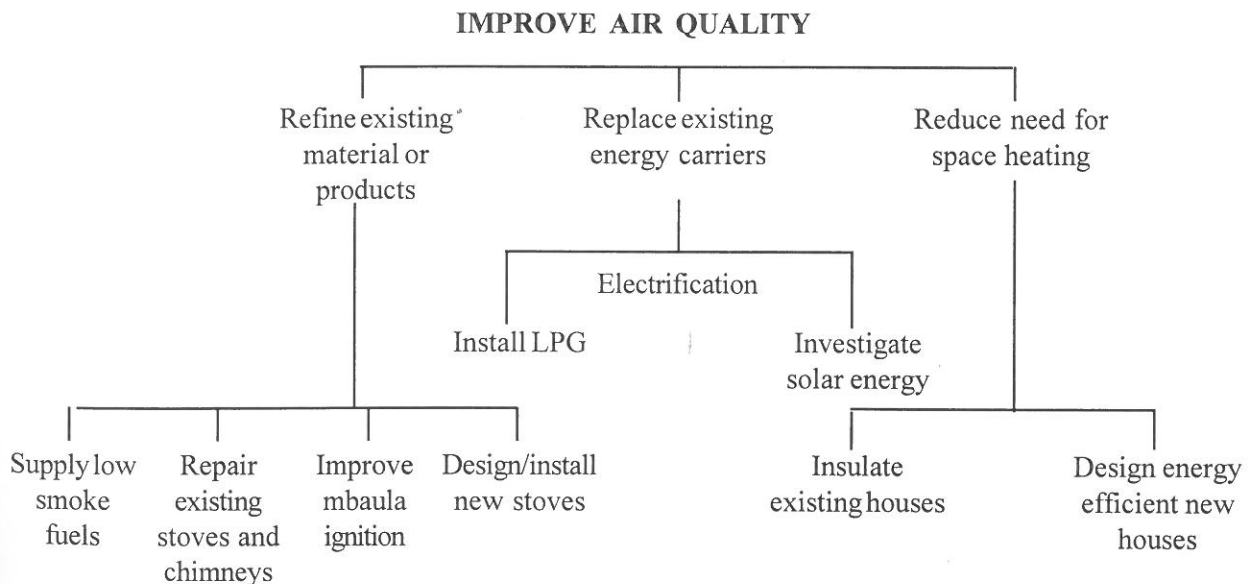 IMPROVE AIR QUALITY
Refine existing
material or
products
Replace existing
energy carriers
Reduce need for
space heating
Electrification
Install LPG
Investigate
solar energy
Supply low
smoke
fuels
Repair
existing
stoves and
chimneys
Improve
mbaula
ignition
Design/install
new stoves
Insulate
existing houses
Design energy
efficient new
houses